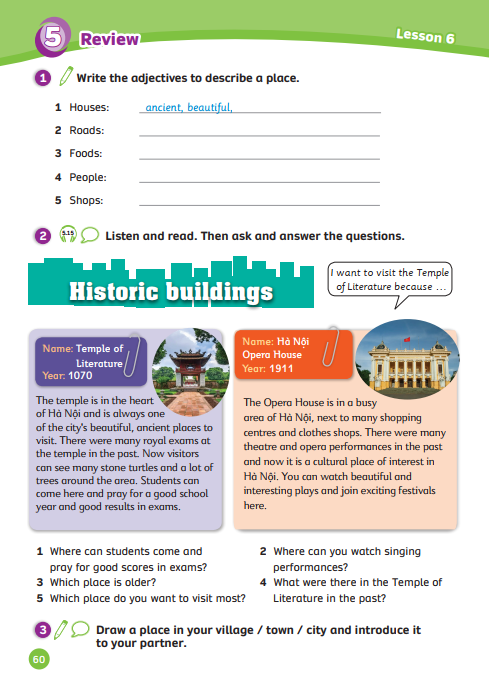 5 Review
Lesson 6
1 Write the adjectives to describe a place.
1 Houses: ancient, beautiful,
2 Roads:
3 Foods:
4 People:
5 Shops:
2 5.15 Listen and read. Then ask and answer the questions.
Historic buildings
I want to visit the Temple
of Literature because ...
Name: Temple of
Literature
Year: 1070
The temple is in the heart
of Hà Nội and is always one
of the city's beautiful, ancient places to
visit. There were many royal exams at
the temple in the past. Now visitors
can see many stone turtles and a lot of
trees around the area. Students can
come here and pray for a good school
year and good results in exams.
Name: Hà Nội
Opera House
Year: 1911
The Opera House is in a busy
area of Hà Nội, next to many shopping
centres and clothes shops. There were many
theatre and opera performances in the past
and now it is a cultural place of interest in
Hà Nội. You can watch beautiful and
interesting plays and join exciting festivals
here.
1 Where can students come and
pray for good scores in exams?
2 Where can you watch singing
performances?
3 Which place is older?
4 What were there in the Temple of
Literature in the past?
5 Which place do you want to visit most?
3 Draw a place in your village / town / city and introduce it
to your partner.
60